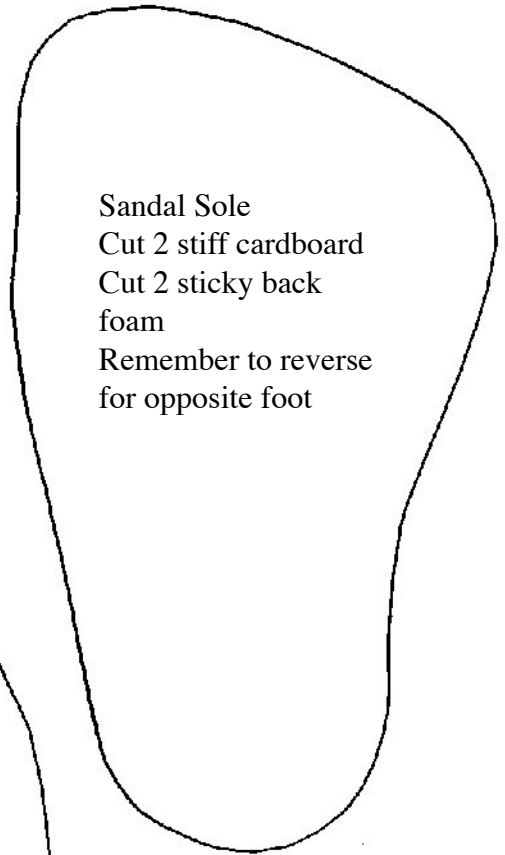 Sandal Sole
Cut 2 stiff cardboard
Cut 2 sticky back
foam
Remember to reverse
for opposite foot